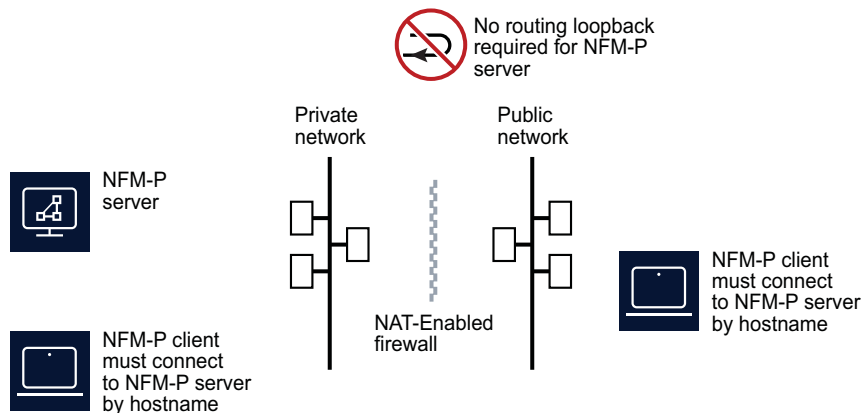 No routing loopback
required for NFM-P
server
Private
network
Public
network
NFM-P
server
NFM-P client
must connect
to NFM-P server
by hostname
NAT-Enabled
firewall
NFM-P client
must connect
to NFM-P server
by hostname